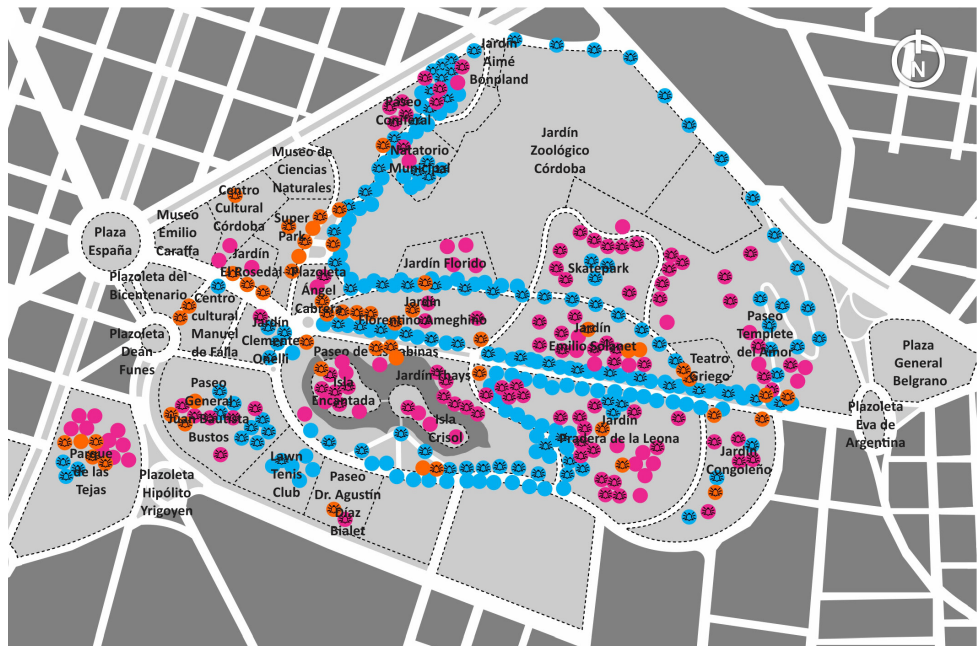 Jardín
Aimé
Bonpland
N
Paseo
Coniferal
Natatorio
Municipal
Jardín
Zoológico
Córdoba
Museo de
Ciencias
Naturales
Centro
Cultural
Córdoba
Super
Park
Museo
Emilio
Caraffa
Plaza
España
Jardín
El Rosedal
Plazoleta
Ángel
Cabrera
Jardín Florido
Skatepark
Plazoleta del
Bicentenario
Centro
cultural
Manuel
de Falla
Jardín
Florentino Ameghino
Plazoleta
Deán
Funes
Jardín
Clemente
Onelli
Paseo de las Sabinas
Jardín
Emilio Solanet
Paseo
Templete
del Amor
Teatro
Griego
Plaza
General
Belgrano
Jardín Thays
Isla
Encantada
Paseo
General
Juan Bautista
Bustos
Isla
Crisol
Jardín
Pradera de la Leona
Plazoleta
Eva de
Argentina
Jardín
Congoleño
Parque
de las
Tejas
Plazoleta
Hipólito
Yrigoyen
Lawn
Tenis
Club
Paseo
Dr. Agustín
Díaz
Bialet